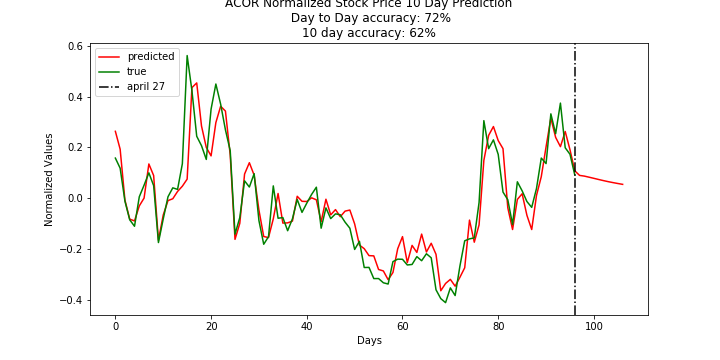 ACOR Normalized Stock Price 10 Day Prediction
Day to Day accuracy: 72%
10 day accuracy: 62%
0.6
0.4
0.2
0.0
−0.2
−0.4
Normalized Values
predicted
true
april 27
0
20
40
60
80
100
Days